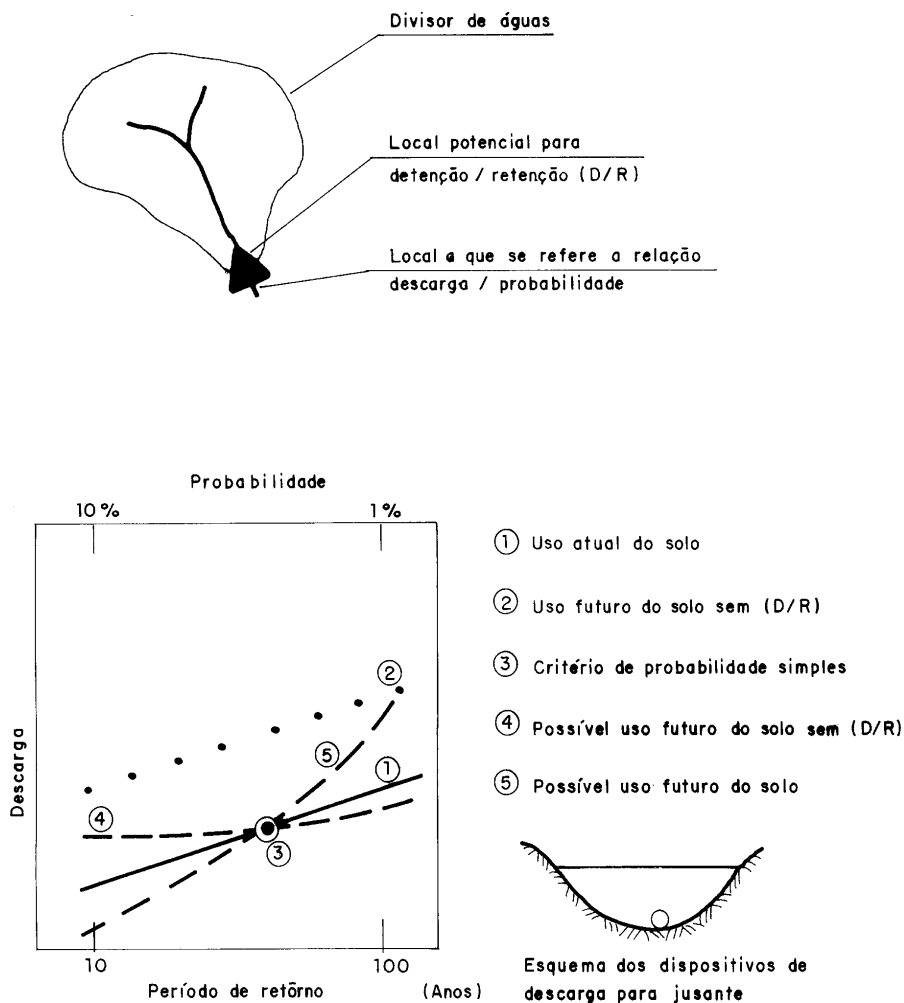 Divisor de águas
Local potencial para
detenção / retenção (D/R)
Local a que se refere a relação
descarga / probabilidade
Probabilidade
10 % 1 %
① Uso atual do solo
② Uso futuro do solo sem (D/R)
③ Critério de probabilidade simples
④ Possível uso futuro do solo sem (D/R)
⑤ Possível uso futuro do solo
Descarga
②
⑤
①
④
③
10 100
Período de retôrno (Anos)
Esquema dos dispositivos de
descarga para jusante